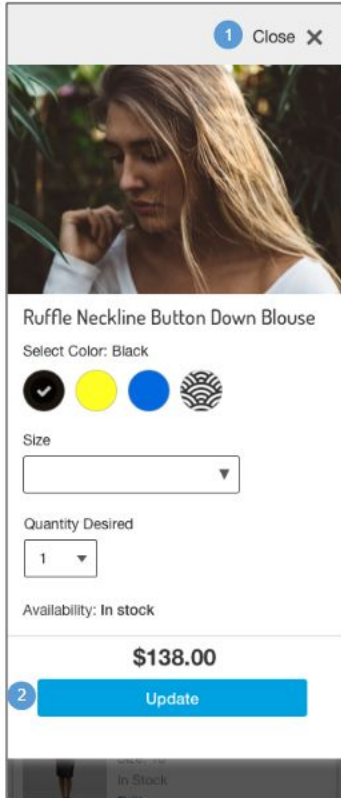 1 Close X
Ruffle Neckline Button Down Blouse
Select Color: Black
Size
Quantity Desired
1
Availability: In stock
$138.00
2 Update
In Stock